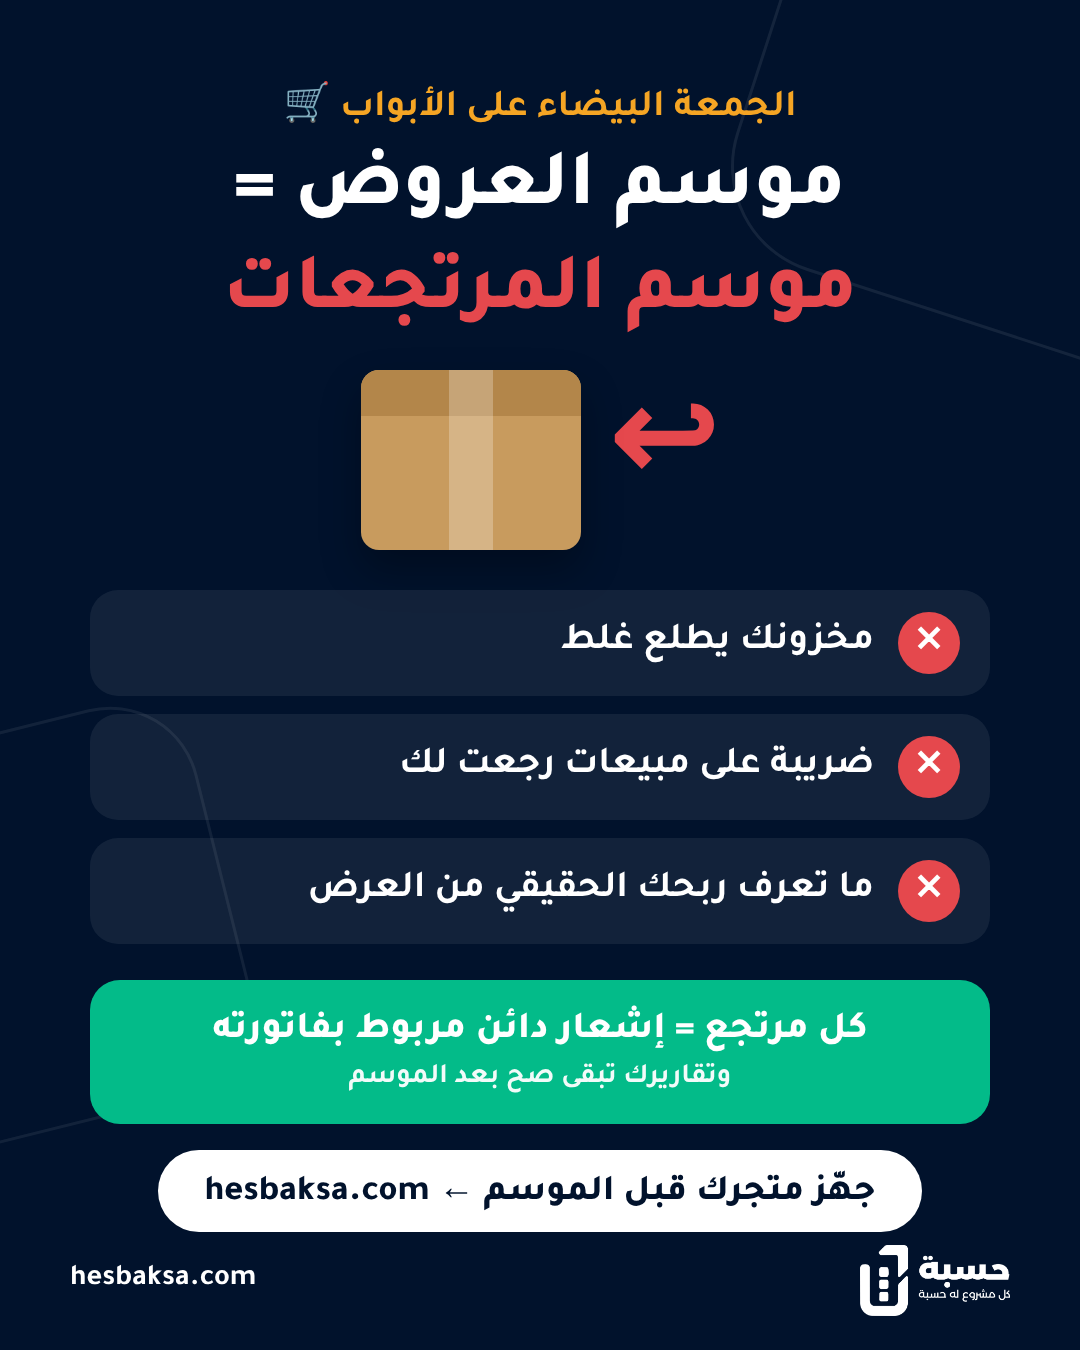 الجمعة البيضاء على الأبواب 🛒
موسم العروض =
موسم المرتجعات
مخزونك يطلع غلط
ضريبة على مبيعات رجعت لك
ما تعرف ربحك الحقيقي من العرض
كل مرتجع = إشعار دائن مربوط بفاتورته
وتقاريرك تبقى صح بعد الموسم
جهّز متجرك قبل الموسم ← hesbaksa.com
حسبة
كل مشروع له حسبة
hesbaksa.com